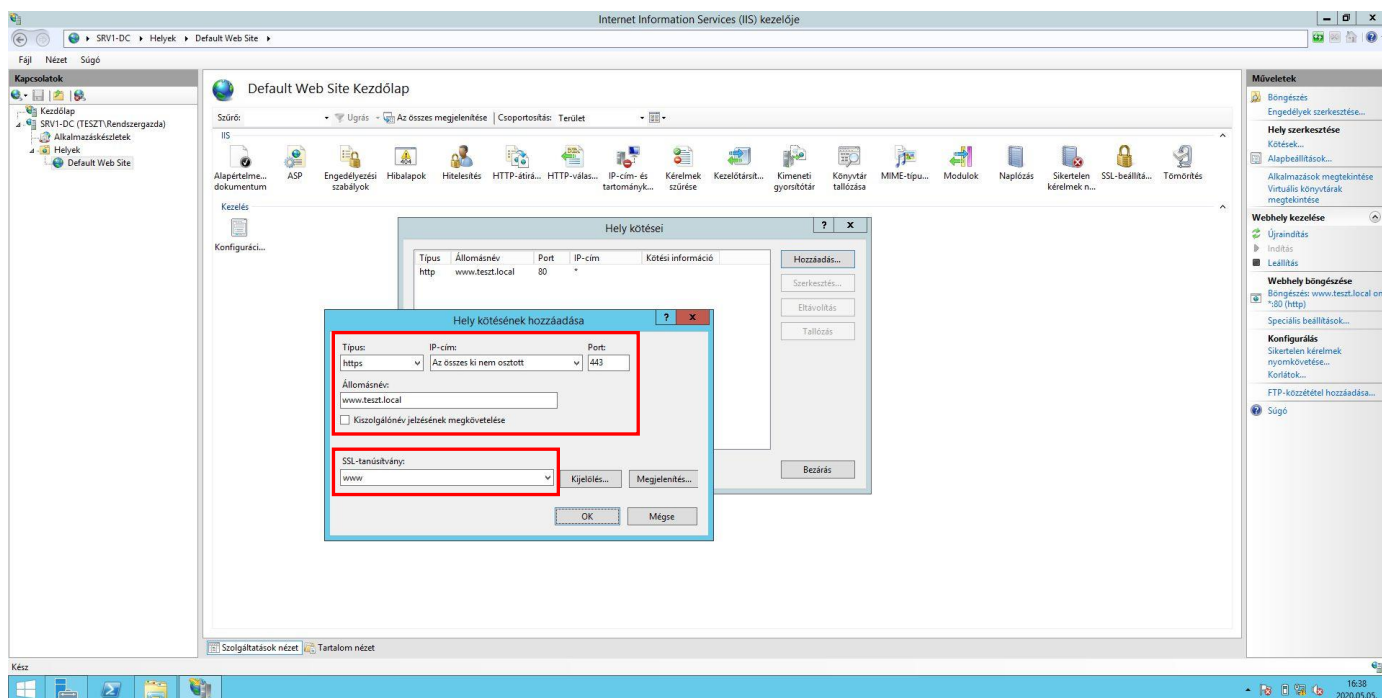 Internet Information Services (IIS) kezelője
SRV1-DC
Helyek
Default Web Site
Fájl Nézet Súgó
Kapcsolatok
Kezdőlap
SRV1-DC (TESZT\Rendszergazda)
Alkalmazáskészletek
Helyek
Default Web Site
Default Web Site Kezdőlap
Szűrő: Ugrás Az összes megjelenítése Csoportosítás: Terület
IIS
Alapértelme... dokumentum
ASP
Engedélyezési szabályok
Hibalapok
Hitelesítés
HTTP-átirá...
HTTP-válas...
IP-cím- és tartományk...
Kérelmek szűrése
Kezelőtársít...
Kimeneti gyorsítótár
Könyvtár tallózása
MIME-típu...
Modulok
Naplózás
Sikertelen kérelmek n...
SSL-beállítá...
Tömörítés
Kezelés
Konfiguráci...
Hely kötései
? x
Típus Állomásnév Port IP-cím Kötési információ
http www.teszt.local 80 *
Hozzáadás...
Szerkesztés...
Eltávolítás
Tallózás
Bezárás
Hely kötésének hozzáadása
? x
Típus: IP-cím: Port:
https Az összes ki nem osztott 443
Állomásnév:
www.teszt.local
Kiszolgálónév jelzésének megkövetelése
SSL-tanúsítvány:
www
Kijelölés... Megjelenítés...
OK Mégse
Szolgáltatások nézet Tartalom nézet
Kész
Műveletek
Böngészés
Engedélyek szerkesztése...
Hely szerkesztése
Kötések...
Alapbeállítások...
Alkalmazások megtekintése
Virtuális könyvtárak
megtekintése
Webhely kezelése
Újraindítás
Indítás
Leállítás
Webhely böngészése
Böngészés: www.teszt.local on
*:80 (http)
Speciális beállítások...
Konfigurálás
Sikertelen kérelmek
nyomkövetése...
Korlátok...
FTP-közzététel hozzáadása...
Súgó
16:38
2020.05.05.